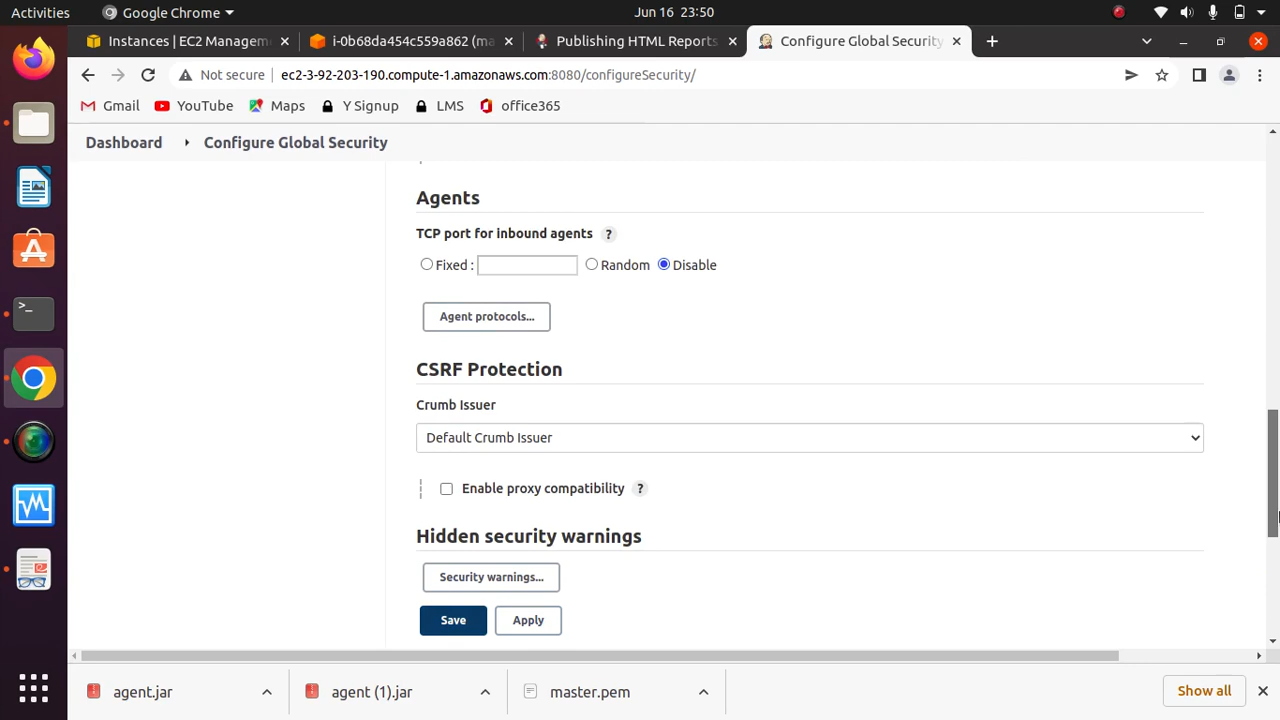 Activities
Google Chrome
Jun 16 23:50
Instances | EC2 Managem
i-0b68da454c559a862 (ma
Publishing HTML Reports
Configure Global Security
Not secure
ec2-3-92-203-190.compute-1.amazonaws.com:8080/configureSecurity/
Gmail
YouTube
Maps
Y Signup
LMS
office365
Dashboard
Configure Global Security
Agents
TCP port for inbound agents ?
Fixed :
Random
Disable
Agent protocols...
CSRF Protection
Crumb Issuer
Default Crumb Issuer
Enable proxy compatibility ?
Hidden security warnings
Security warnings...
Save
Apply
agent.jar
agent (1).jar
master.pem
Show all